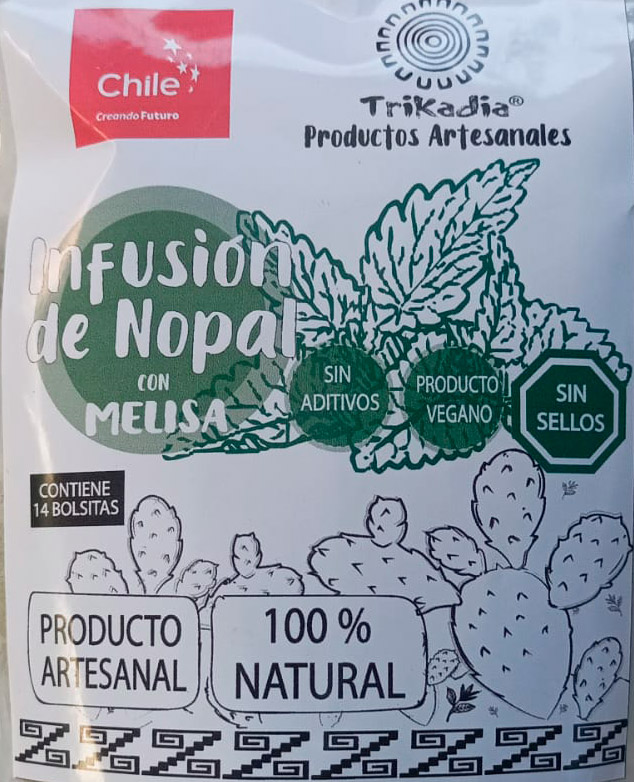 Chile
Creando Futuro
TriKadia®
Productos Artesanales
Infusión
de Nopal
CON
MELISA
SIN
ADITIVOS
PRODUCTO
VEGANO
SIN
SELLOS
CONTIENE
14 BOLSITAS
PRODUCTO
ARTESANAL
100 %
NATURAL